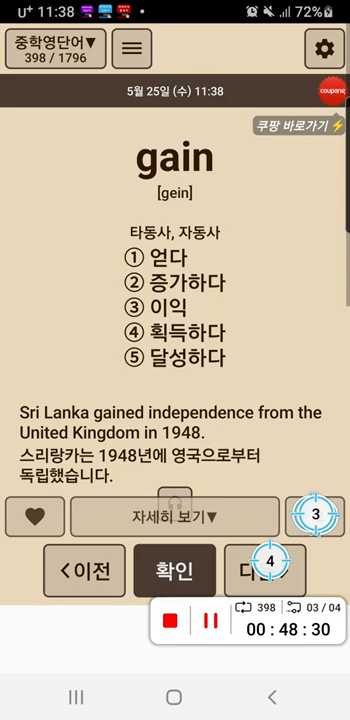 U+ 11:38 72%
중학영단어▼
398 / 1796
5월 25일 (수) 11:38
coupang
쿠팡 바로가기⚡
gain
[gein]
타동사, 자동사
① 얻다
② 증가하다
③ 이익
④ 획득하다
⑤ 달성하다
Sri Lanka gained independence from the
United Kingdom in 1948.
스리랑카는 1948년에 영국으로부터
독립했습니다.
자세히 보기▼
3
<이전
확인
4
398 03 / 04
00 : 48 : 30